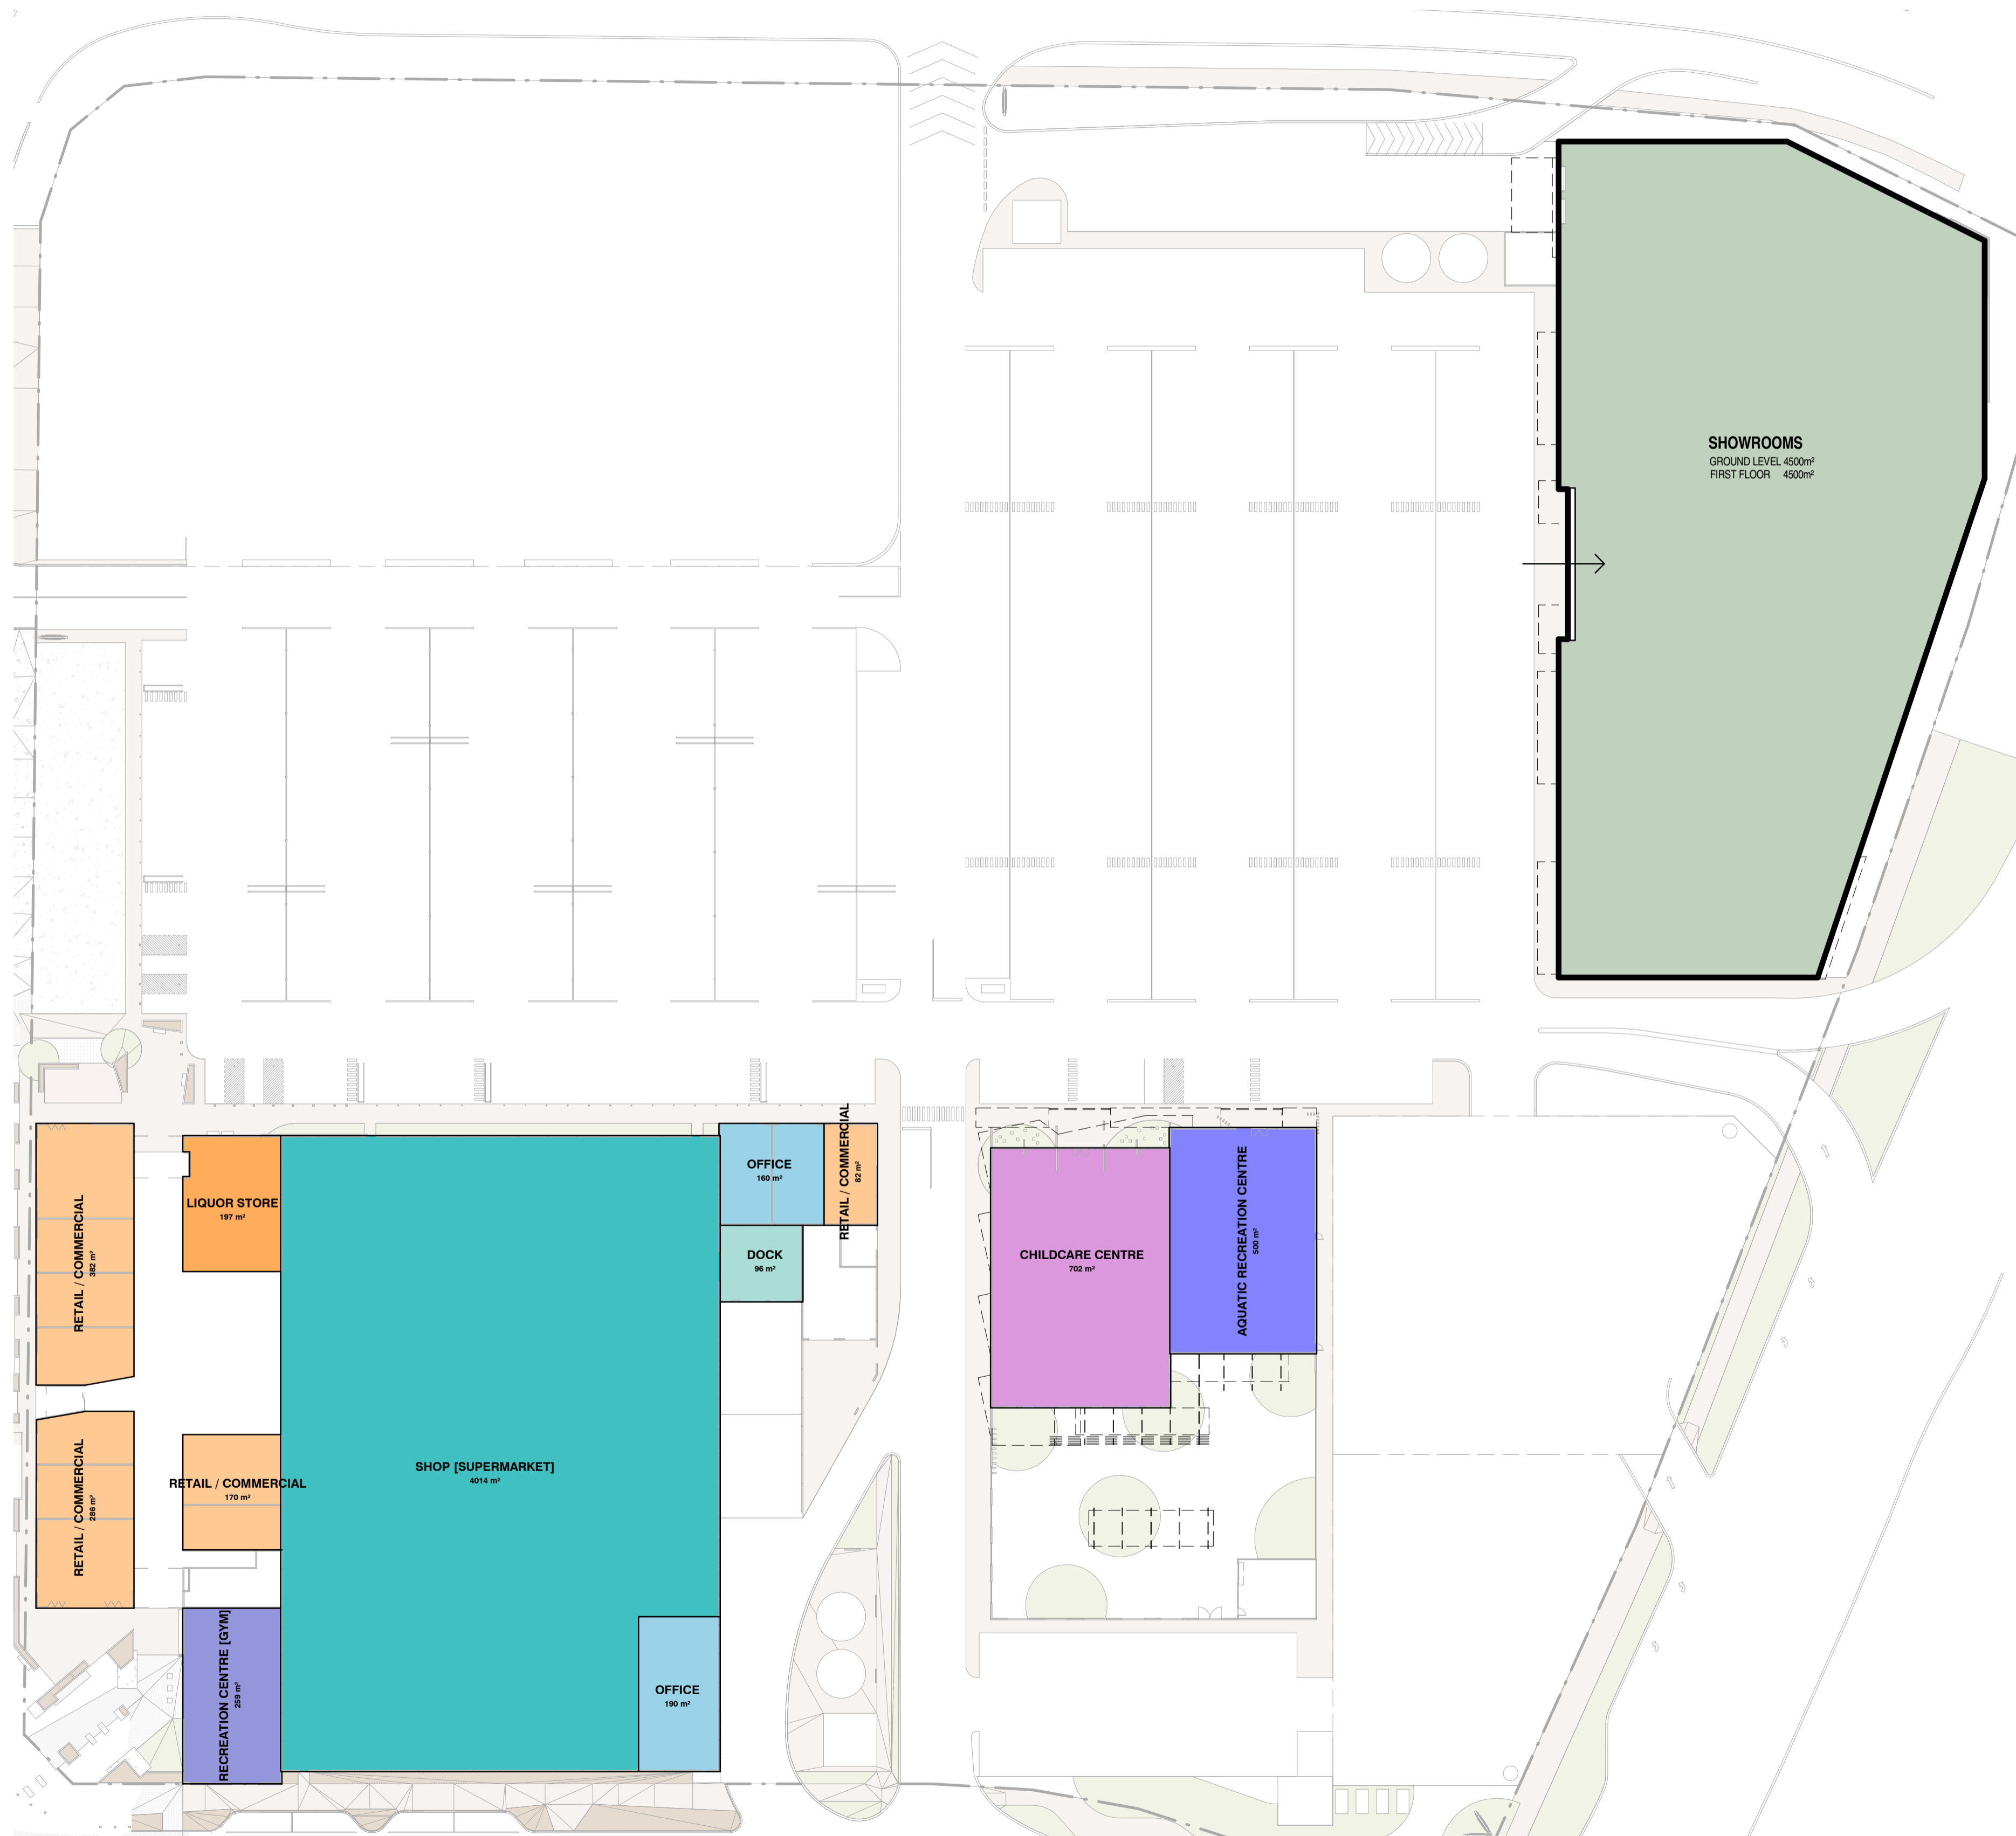 SHOWROOMS
GROUND LEVEL 4500m²
FIRST FLOOR 4500m²
RETAIL / COMMERCIAL
382 m²
LIQUOR STORE
197 m²
OFFICE
160 m²
RETAIL / COMMERCIAL
82 m²
DOCK
96 m²
CHILDCARE CENTRE
702 m²
AQUATIC RECREATION CENTRE
500 m²
RETAIL / COMMERCIAL
286 m²
RETAIL / COMMERCIAL
170 m²
SHOP [SUPERMARKET]
4014 m²
RECREATION CENTRE [GYM]
259 m²
OFFICE
190 m²